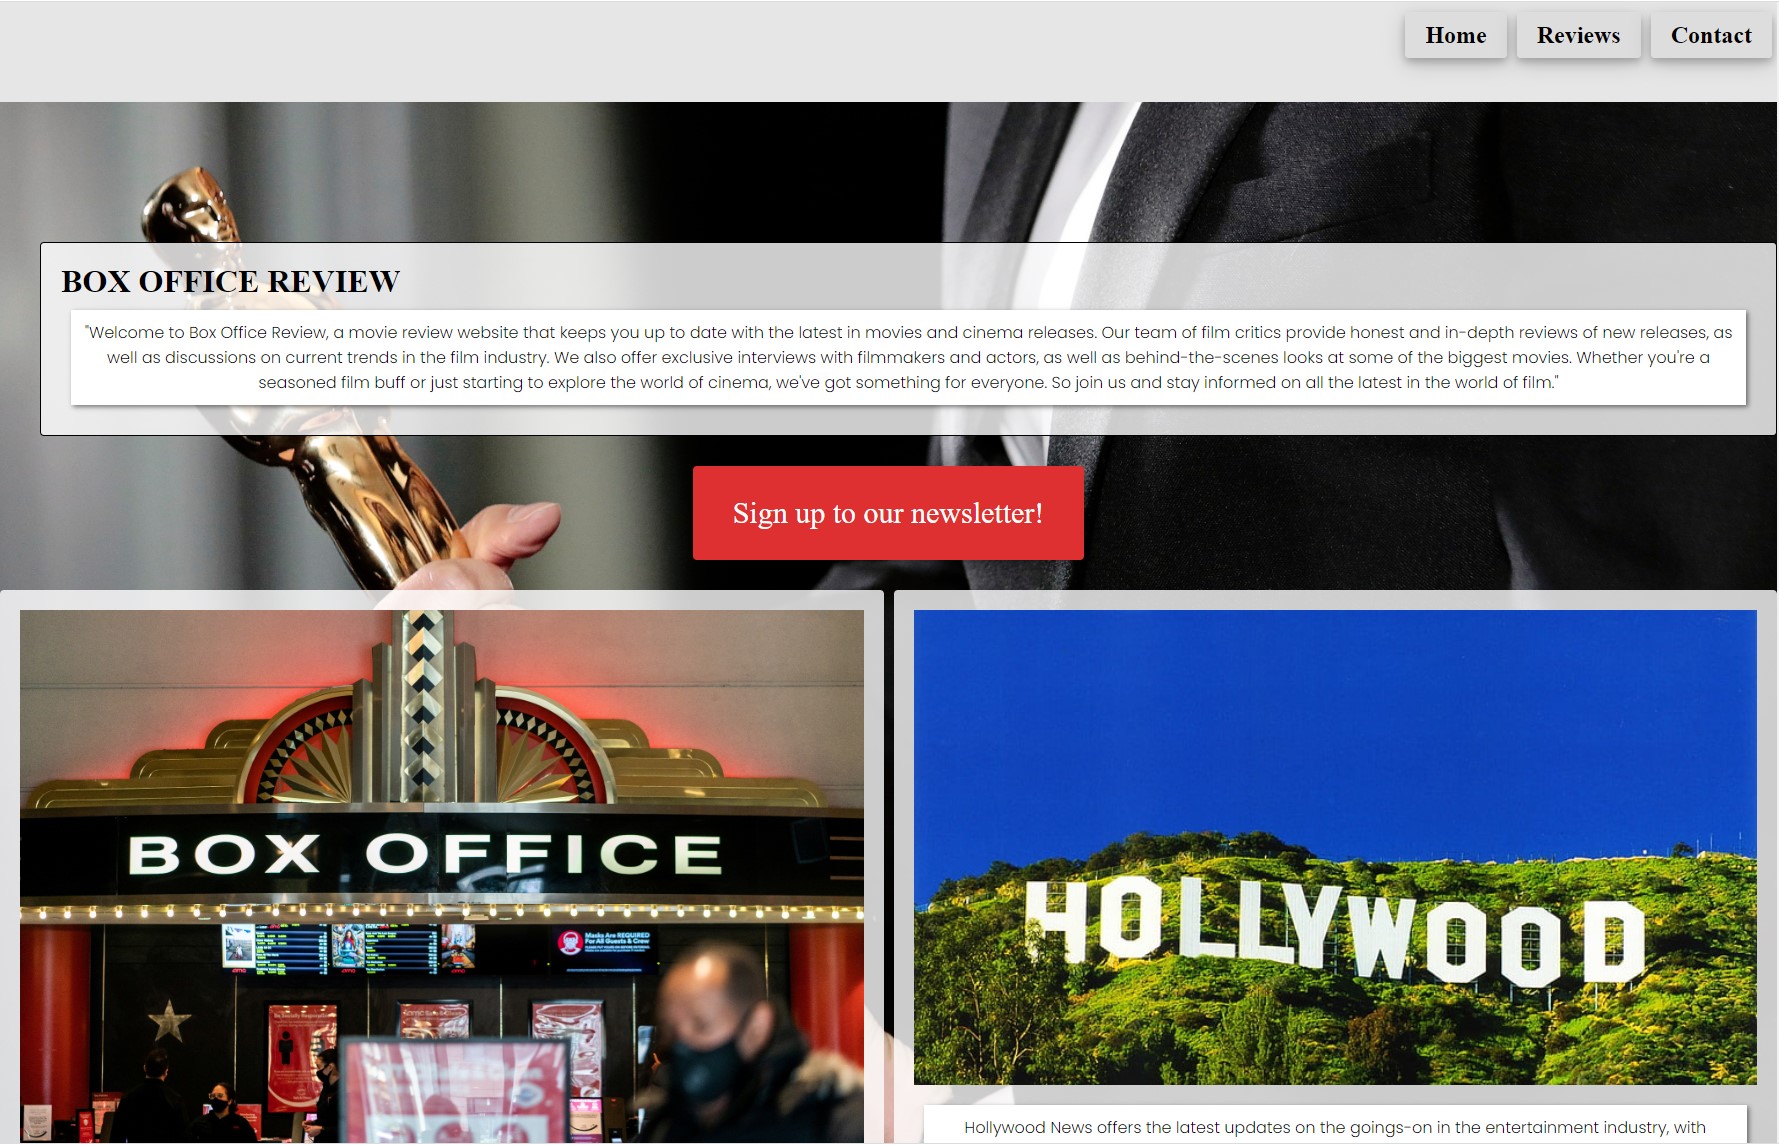 Home
Reviews
Contact
BOX OFFICE REVIEW
"Welcome to Box Office Review, a movie review website that keeps you up to date with the latest in movies and cinema releases. Our team of film critics provide honest and in-depth reviews of new releases, as
well as discussions on current trends in the film industry. We also offer exclusive interviews with filmmakers and actors, as well as behind-the-scenes looks at some of the biggest movies. Whether you're a
seasoned film buff or just starting to explore the world of cinema, we've got something for everyone. So join us and stay informed on all the latest in the world of film."
Sign up to our newsletter!
BOX OFFICE
Masks Are REQUIRED
For All Guests & Crew
HOLLYWOOD
Hollywood News offers the latest updates on the goings-on in the entertainment industry, with